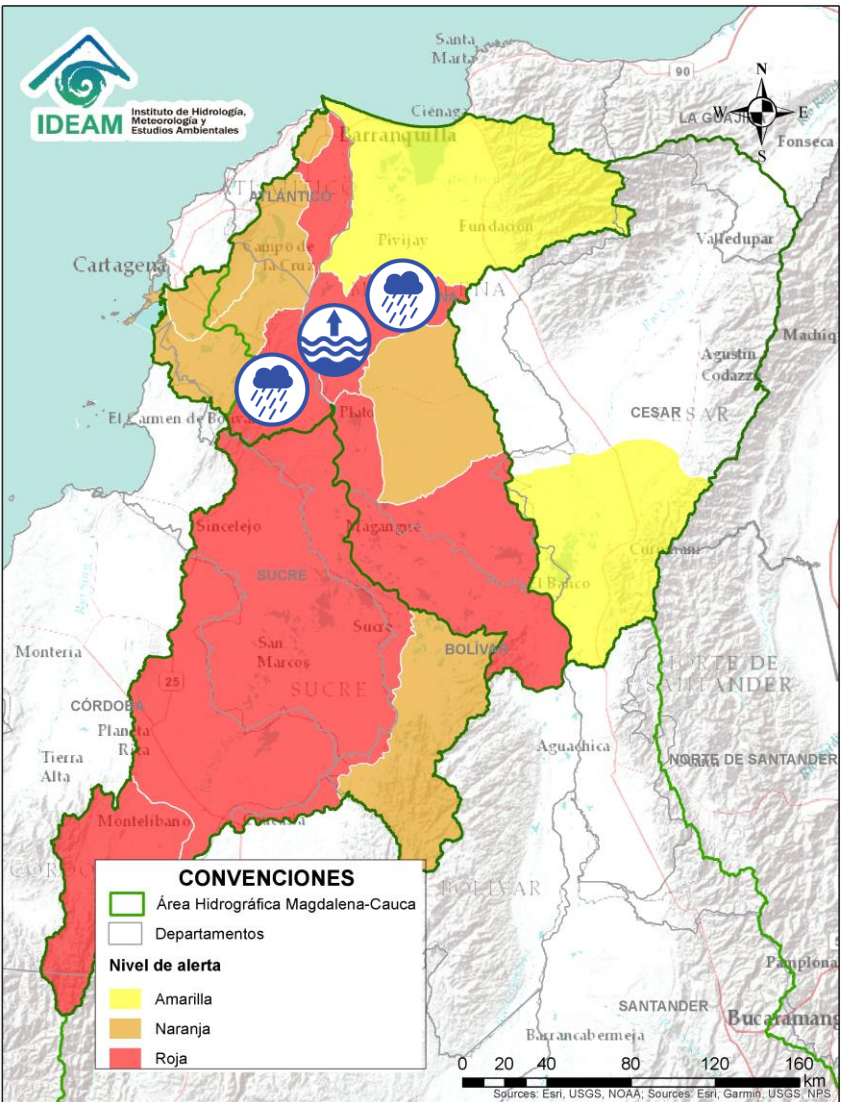 IDEAM
Instituto de Hidrología,
Meteorología y
Estudios Ambientales
Santa
Marta
90
N
W
E
S
Ciénaga
LA GUAJIRA
Barranquilla
Fonseca
ATLÁNTICO
Fundación
Pivijay
Valledupar
Campo de
la Cruz
Cartagena
Agustín
Codazzi
El Carmen de Bolívar
Plato
CESAR
CESAR
25
Sincelejo
Magangué
Curumaní
SUCRE
El Banco
Sucre
Montería
San
Marcos
BOLÍVAR
SUCRE
NORTE DE
SANTANDER
CÓRDOBA
Planeta
Rica
Aguachica
NORTE DE SANTANDER
Tierra
Alta
Montelíbano
BOLÍVAR
CONVENCIONES
Área Hidrográfica Magdalena-Cauca
Departamentos
Nivel de alerta
Amarilla
Naranja
Roja
Pamplona
SANTANDER
Bucaramang
Barrancabermeja
0 20 40 80 120 160
km
Sources: Esri, USGS, NOAA; Sources: Esri, Garmin, USGS, NPS